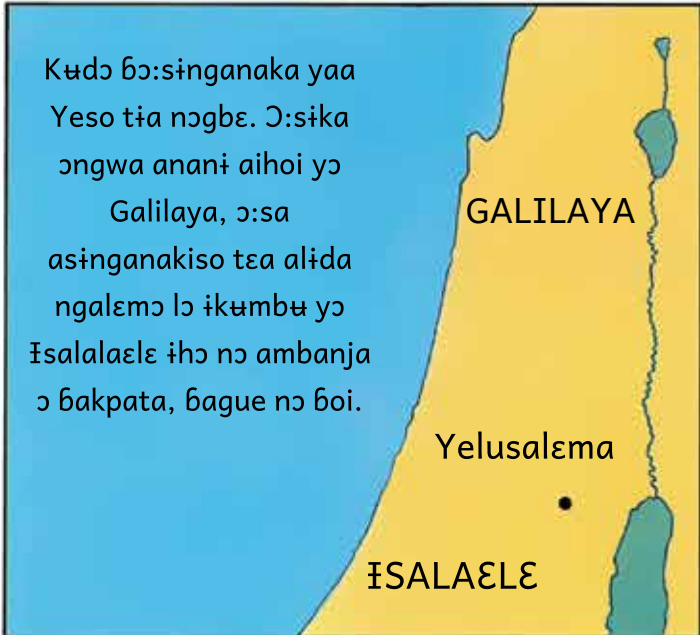 Kʉdɔ ɓɔ:sɨnganaka yaa
Yeso tɨa nɔgbɛ. Ɔ:sɨka
ɔngwa ananɨ aihoi yɔ
Galilaya, ɔ:sa
asɨnganakiso tɛa alɨda
ngalɛmɔ lɔ ɨkʉmbʉ yɔ
Ɨsalalaɛlɛ ɨhɔ nɔ ambanja
ɔ ɓakpata, ɓague nɔ ɓoi.
GALILAYA
Yelusalɛma
ƗSALAƐLƐ